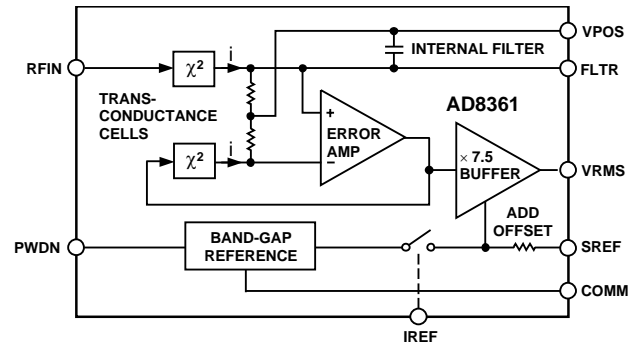 VPOS
INTERNAL FILTER
RFIN
χ²
i
FLTR
TRANS-
CONDUCTANCE
CELLS
AD8361
+
ERROR
AMP
−
χ²
i
× 7.5
BUFFER
VRMS
ADD
OFFSET
PWDN
BAND-GAP
REFERENCE
SREF
COMM
IREF